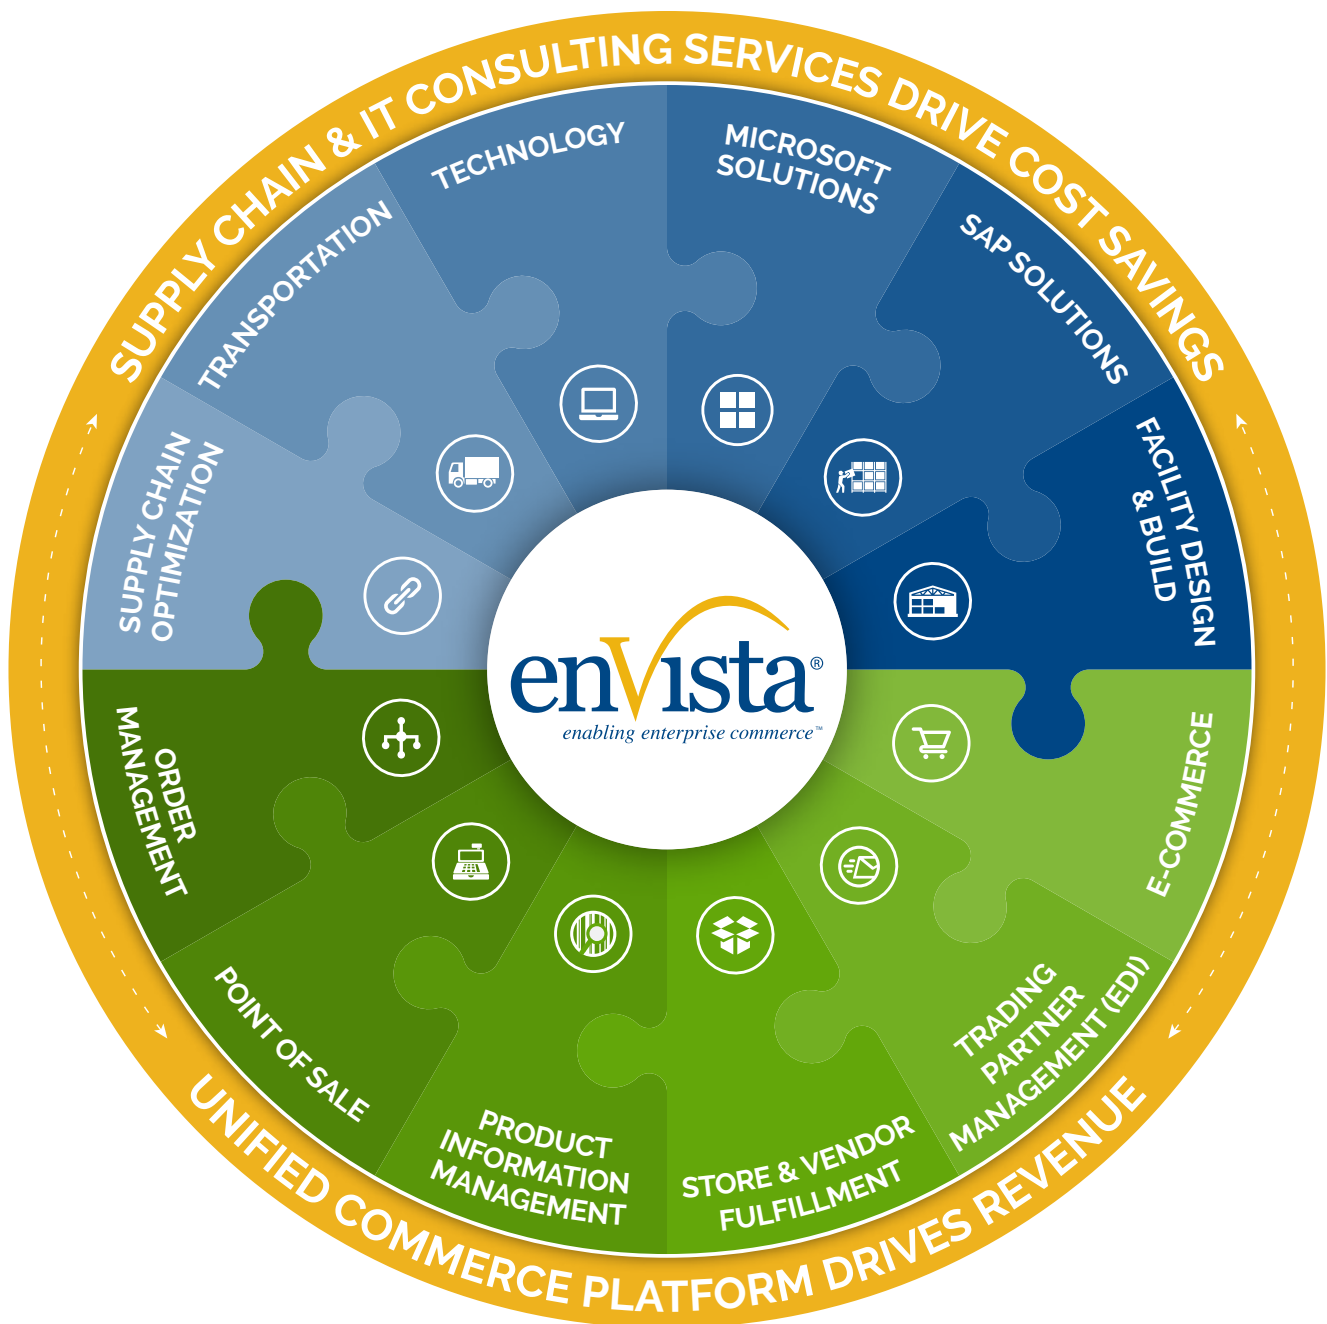 SUPPLY CHAIN & IT CONSULTING SERVICES DRIVE COST SAVINGS
SUPPLY CHAIN
OPTIMIZATION
TRANSPORTATION
TECHNOLOGY
MICROSOFT
SOLUTIONS
SAP SOLUTIONS
FACILITY DESIGN
& BUILD
enVista®
enabling enterprise commerce™
E-COMMERCE
TRADING
PARTNER
MANAGEMENT (EDI)
STORE & VENDOR
FULFILLMENT
PRODUCT
INFORMATION
MANAGEMENT
POINT OF SALE
ORDER
MANAGEMENT
UNIFIED COMMERCE PLATFORM DRIVES REVENUE